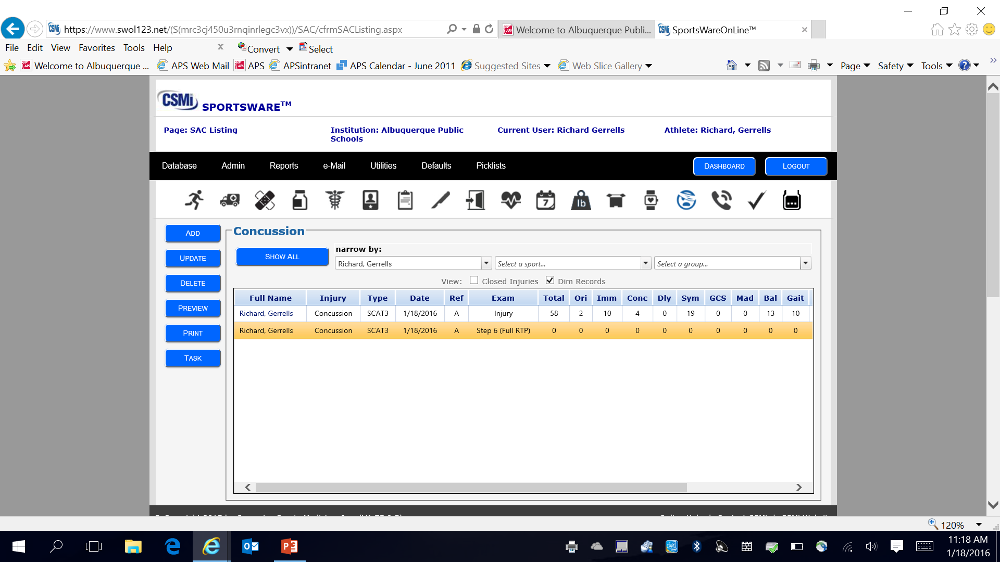 https://www.swol123.net/(S(mrc3cj450u3rnqinrlegc3vx))/SAC/cfrmSACListing.aspx
Welcome to Albuquerque Publi...
SportsWareOnLine™
File Edit View Favorites Tools Help
Convert Select
Welcome to Albuquerque ... APS Web Mail APS APSintranet APS Calendar - June 2011 Suggested Sites Web Slice Gallery Page Safety Tools
CSMi SPORTSWARE™
Page: SAC Listing
Institution: Albuquerque Public
Schools
Current User: Richard Gerrells
Athlete: Richard, Gerrells
Database Admin Reports e-Mail Utilities Defaults Picklists DASHBOARD LOGOUT
7 lb
ADD
UPDATE
DELETE
PREVIEW
PRINT
TASK
Concussion
SHOW ALL
narrow by:
Richard, Gerrells Select a sport... Select a group...
View: Closed Injuries Dim Records
Full Name Injury Type Date Ref Exam Total Ori Imm Conc Dly Sym GCS Mad Bal Gait
Richard, Gerrells Concussion SCAT3 1/18/2016 A Injury 58 2 10 4 0 19 0 0 13 10
Richard, Gerrells Concussion SCAT3 1/18/2016 A Step 6 (Full RTP) 0 0 0 0 0 0 0 0 0 0
120%
11:18 AM
1/18/2016